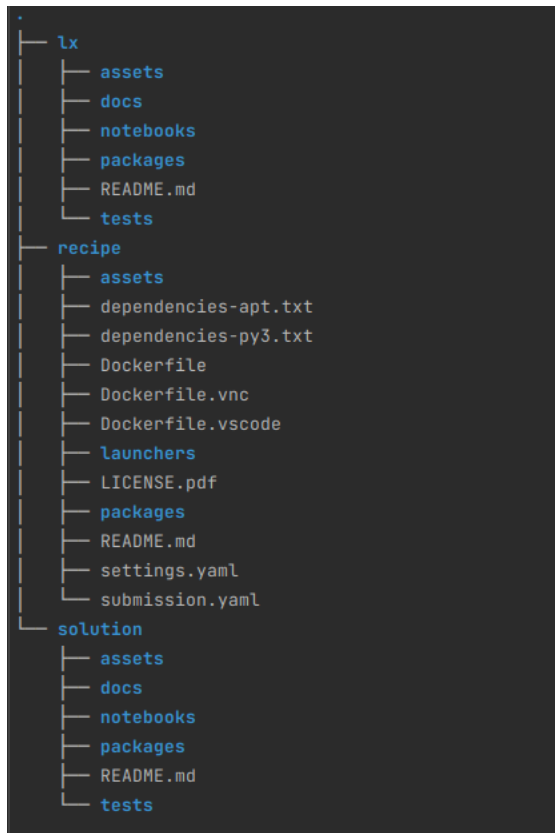 .
├── lx
│   ├── assets
│   ├── docs
│   ├── notebooks
│   ├── packages
│   ├── README.md
│   └── tests
├── recipe
│   ├── assets
│   ├── dependencies-apt.txt
│   ├── dependencies-py3.txt
│   ├── Dockerfile
│   ├── Dockerfile.vnc
│   ├── Dockerfile.vscode
│   ├── launchers
│   ├── LICENSE.pdf
│   ├── packages
│   ├── README.md
│   ├── settings.yaml
│   └── submission.yaml
└── solution
    ├── assets
    ├── docs
    ├── notebooks
    ├── packages
    ├── README.md
    └── tests